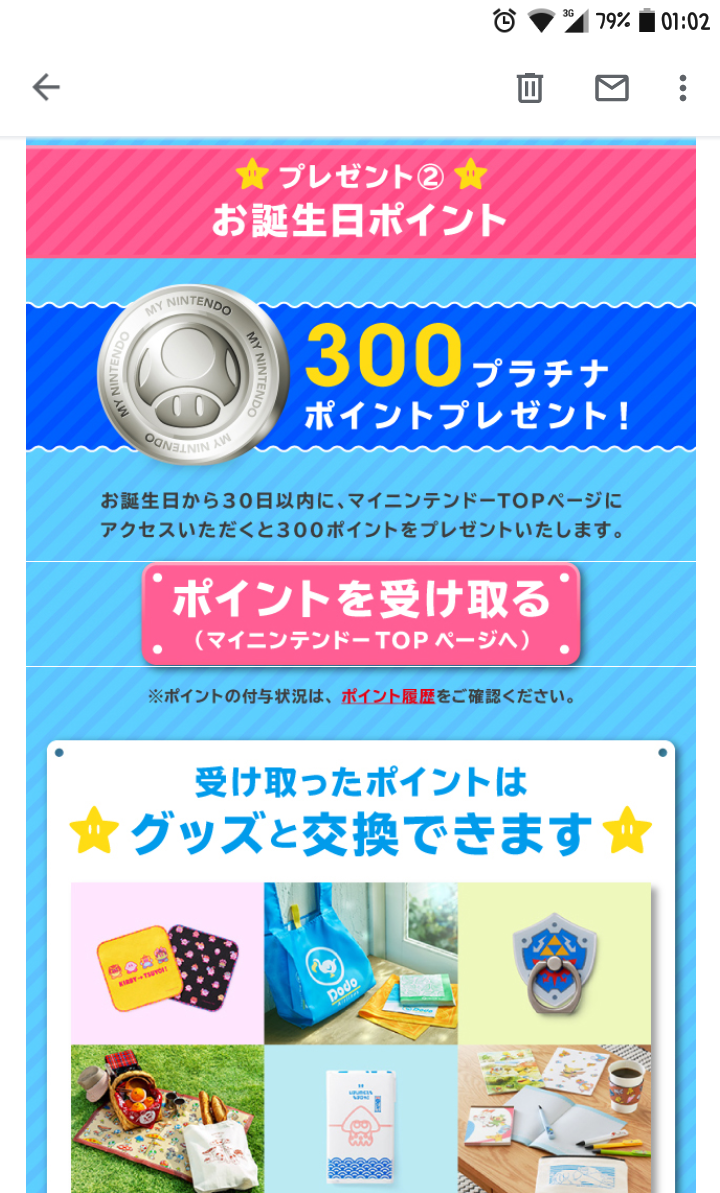 3G 79% 01:02
プレゼント②
お誕生日ポイント
MY NINTENDO MY NINTENDO MY NINTENDO MY NINTENDO
300プラチナ
ポイントプレゼント！
お誕生日から30日以内に、マイニンテンドーTOPページに
アクセスいただくと300ポイントをプレゼントいたします。
ポイントを受け取る
（マイニンテンドーTOPページへ）
※ポイントの付与状況は、ポイント履歴をご確認ください。
受け取ったポイントは
グッズと交換できます
KIRBY→TSUYOI!
Dodo